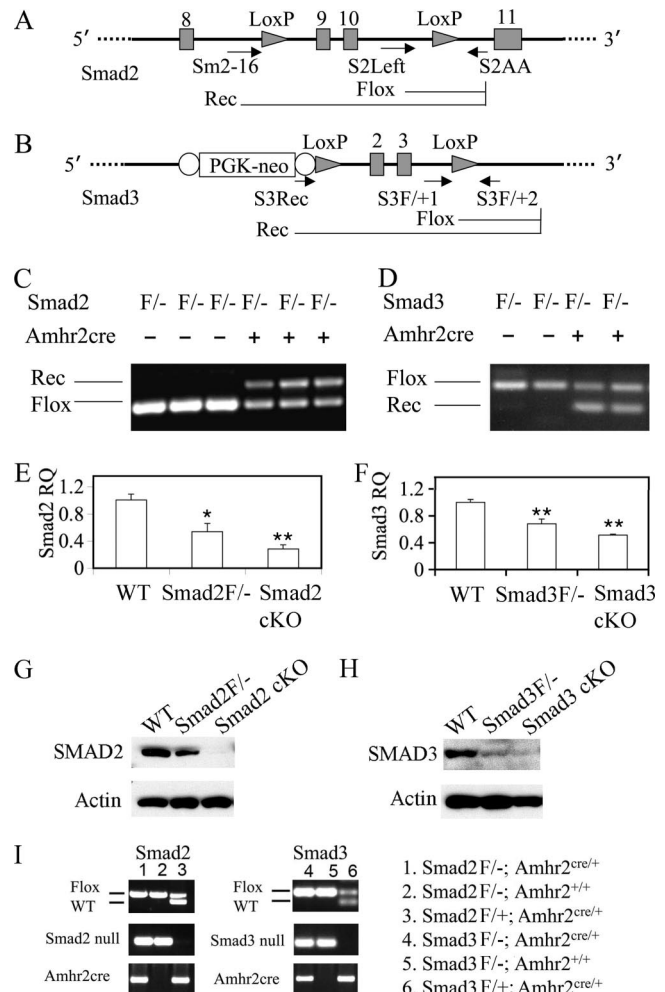 A
8 LoxP 9 10 LoxP 11
5′ 3′
Smad2 Sm2-16 S2Left S2AA
Flox
Rec
B
LoxP 2 3 LoxP
5′ PGK-neo 3′
Smad3 S3Rec S3F/+1 S3F/+2
Flox
Rec
C
Smad2 F/- F/- F/- F/- F/- F/-
Amhr2cre – – – + + +
Rec
Flox
D
Smad3 F/- F/- F/- F/-
Amhr2cre – – + +
Flox
Rec
E
Smad2 RQ
1.2
0.8
0.4
0
* **
WT Smad2F/- Smad2 cKO
F
Smad3 RQ
1.2
0.8
0.4
0
** **
WT Smad3F/- Smad3 cKO
G
WT Smad2F/- Smad2 cKO
SMAD2
Actin
H
WT Smad3F/- Smad3 cKO
SMAD3
Actin
I
Smad2
1 2 3
Flox
WT
Smad2 null
Amhr2cre
Smad3
4 5 6
Flox
WT
Smad3 null
Amhr2cre
1. Smad2 F/-; Amhr2cre/+
2. Smad2 F/-; Amhr2+/+
3. Smad2 F/+; Amhr2cre/+
4. Smad3 F/-; Amhr2cre/+
5. Smad3 F/-; Amhr2+/+
6. Smad3 F/+; Amhr2cre/+